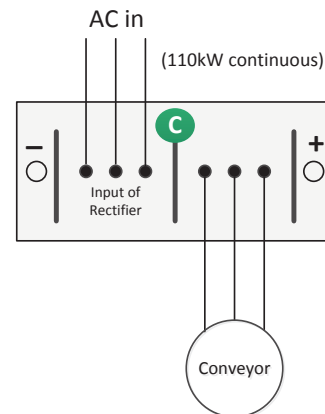 AC in
(110kW continuous)
C
− +
Input of
Rectifier
Conveyor